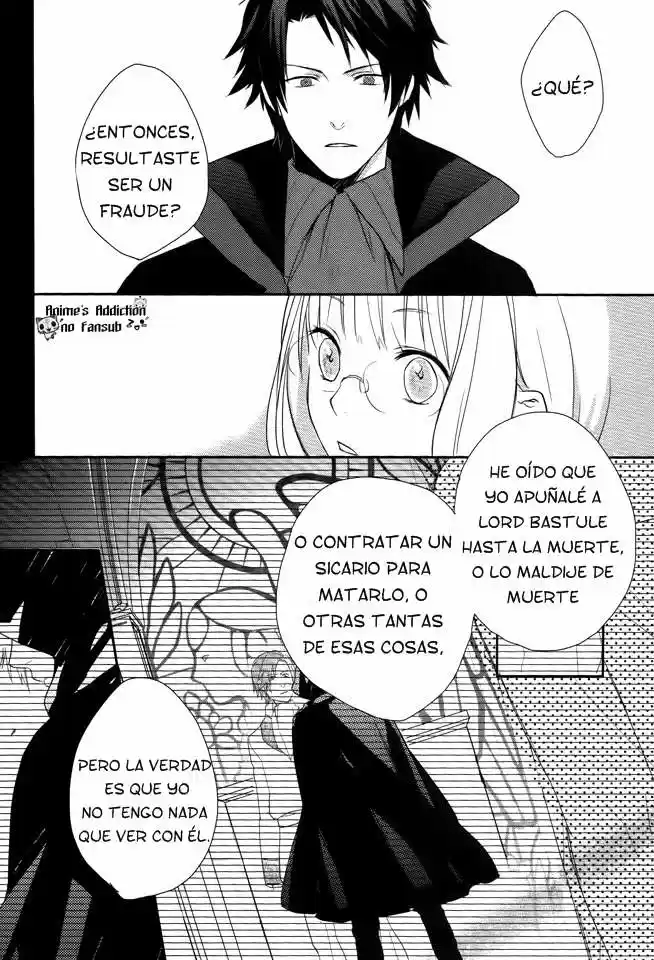 ¿QUÉ?
¿ENTONCES,
RESULTASTE
SER UN
FRAUDE?
Anime's Addiction
no Fansub
HE OÍDO QUE
YO APUÑALÉ A
LORD BASTULE
HASTA LA MUERTE,
O LO MALDIJE DE
MUERTE
O CONTRATAR UN
SICARIO PARA
MATARLO, O
OTRAS TANTAS
DE ESAS COSAS,
PERO LA VERDAD
ES QUE YO
NO TENGO NADA
QUE VER CON ÉL.